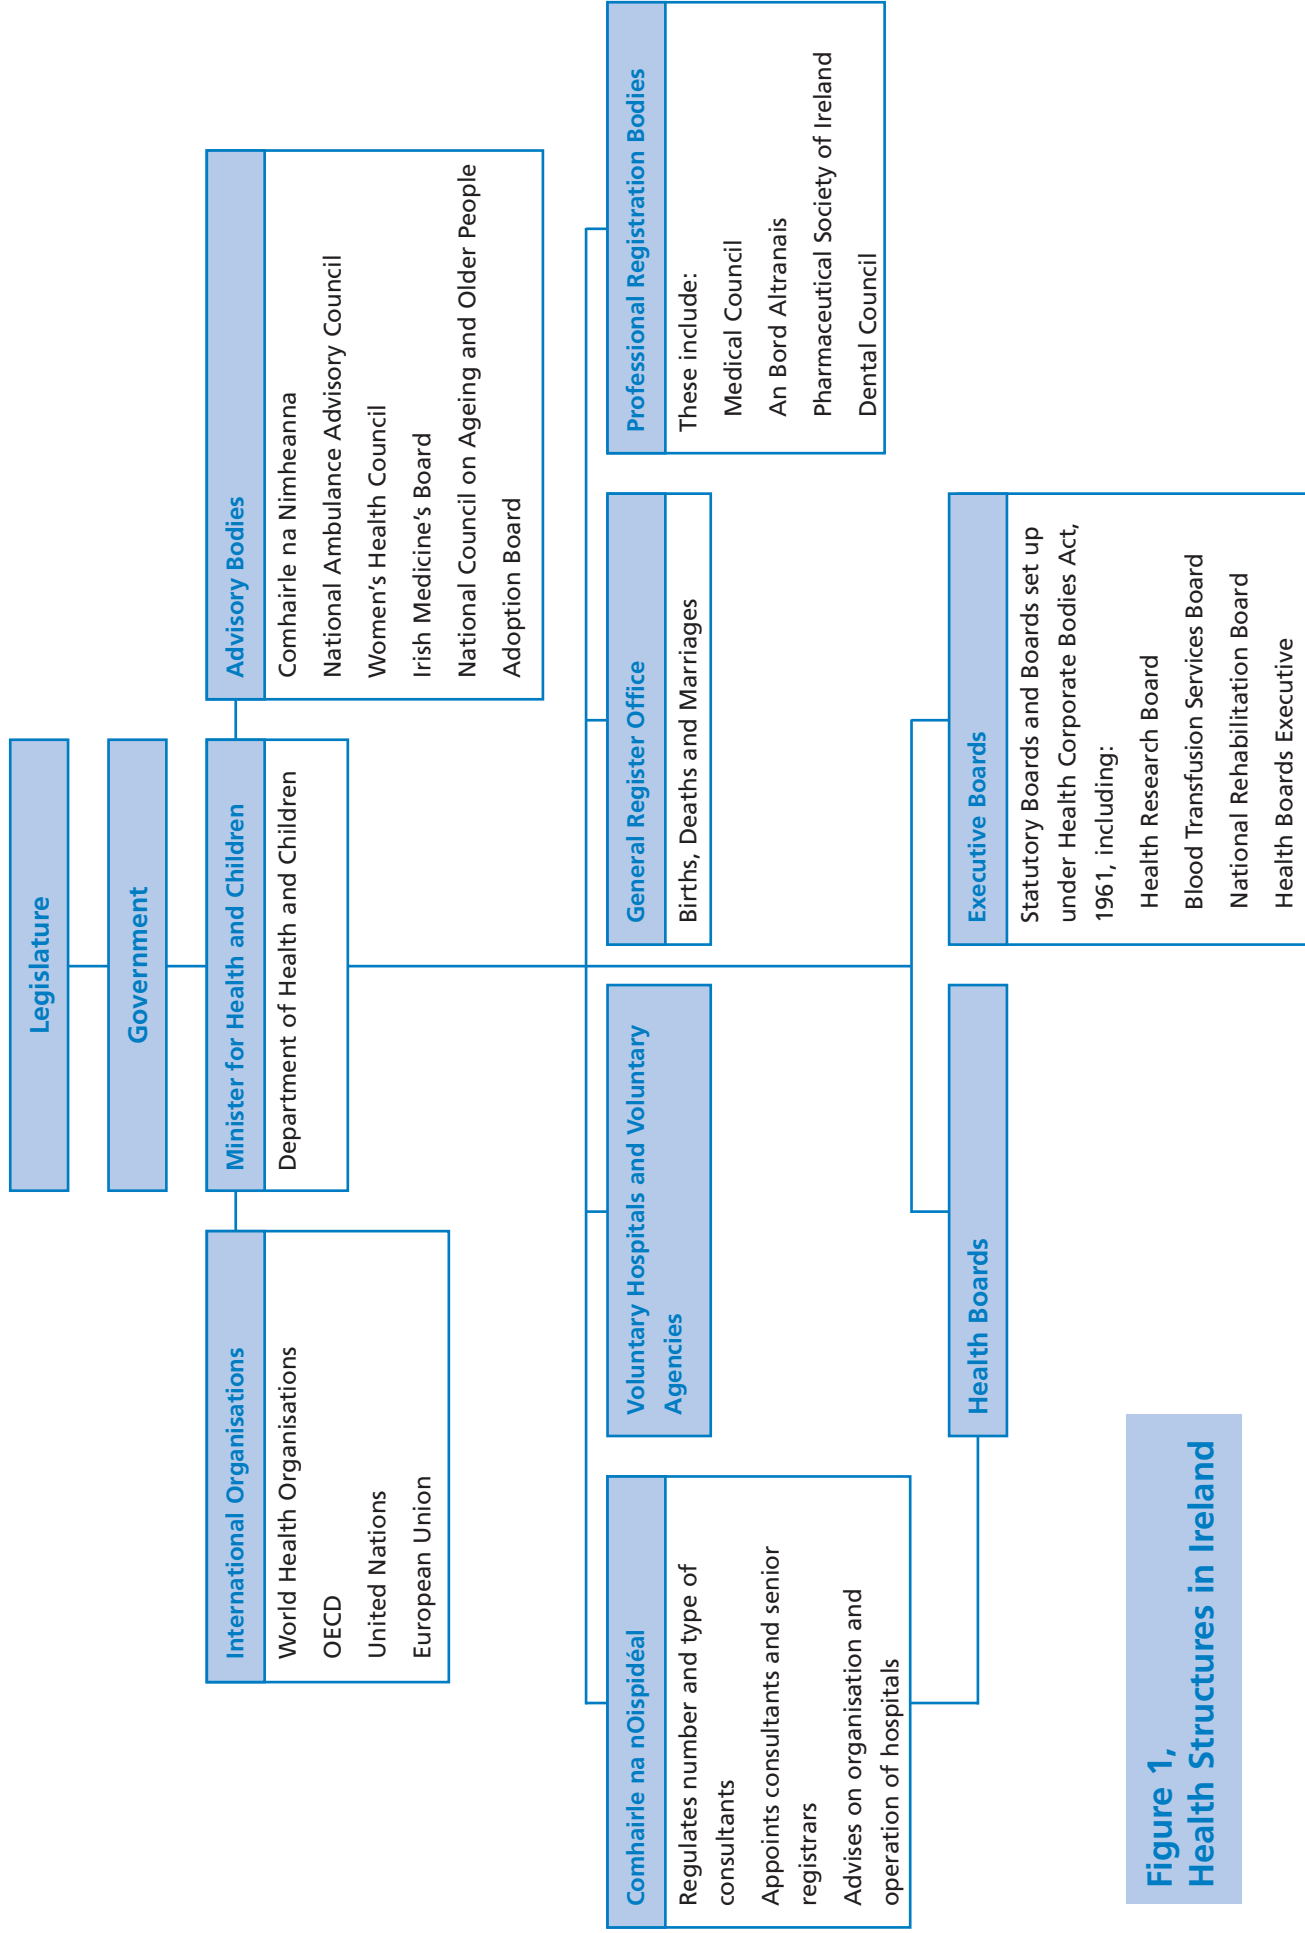 Legislature
Government
Minister for Health and Children
Department of Health and Children
International Organisations
World Health Organisations
OECD
United Nations
European Union
Advisory Bodies
Comhairle na Nimheanna
National Ambulance Advisory Council
Women's Health Council
Irish Medicine's Board
National Council on Ageing and Older People
Adoption Board
Comhairle na nOispidéal
Regulates number and type of
consultants
Appoints consultants and senior
registrars
Advises on organisation and
operation of hospitals
Voluntary Hospitals and Voluntary
Agencies
General Register Office
Births, Deaths and Marriages
Professional Registration Bodies
These include:
Medical Council
An Bord Altranais
Pharmaceutical Society of Ireland
Dental Council
Health Boards
Executive Boards
Statutory Boards and Boards set up
under Health Corporate Bodies Act,
1961, including:
Health Research Board
Blood Transfusion Services Board
National Rehabilitation Board
Health Boards Executive
Figure 1,
Health Structures in Ireland